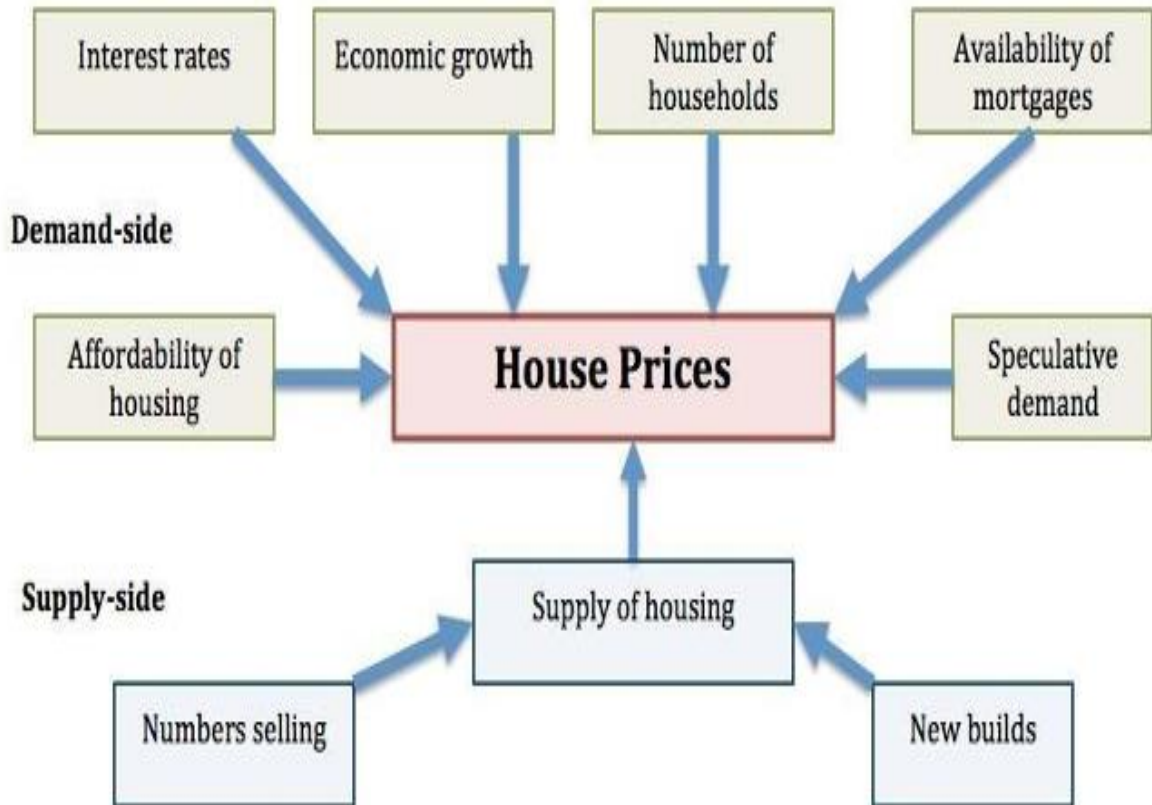 Interest rates
Economic growth
Number of
households
Availability of
mortgages
Demand-side
Affordability of
housing
House Prices
Speculative
demand
Supply-side
Supply of housing
Numbers selling
New builds